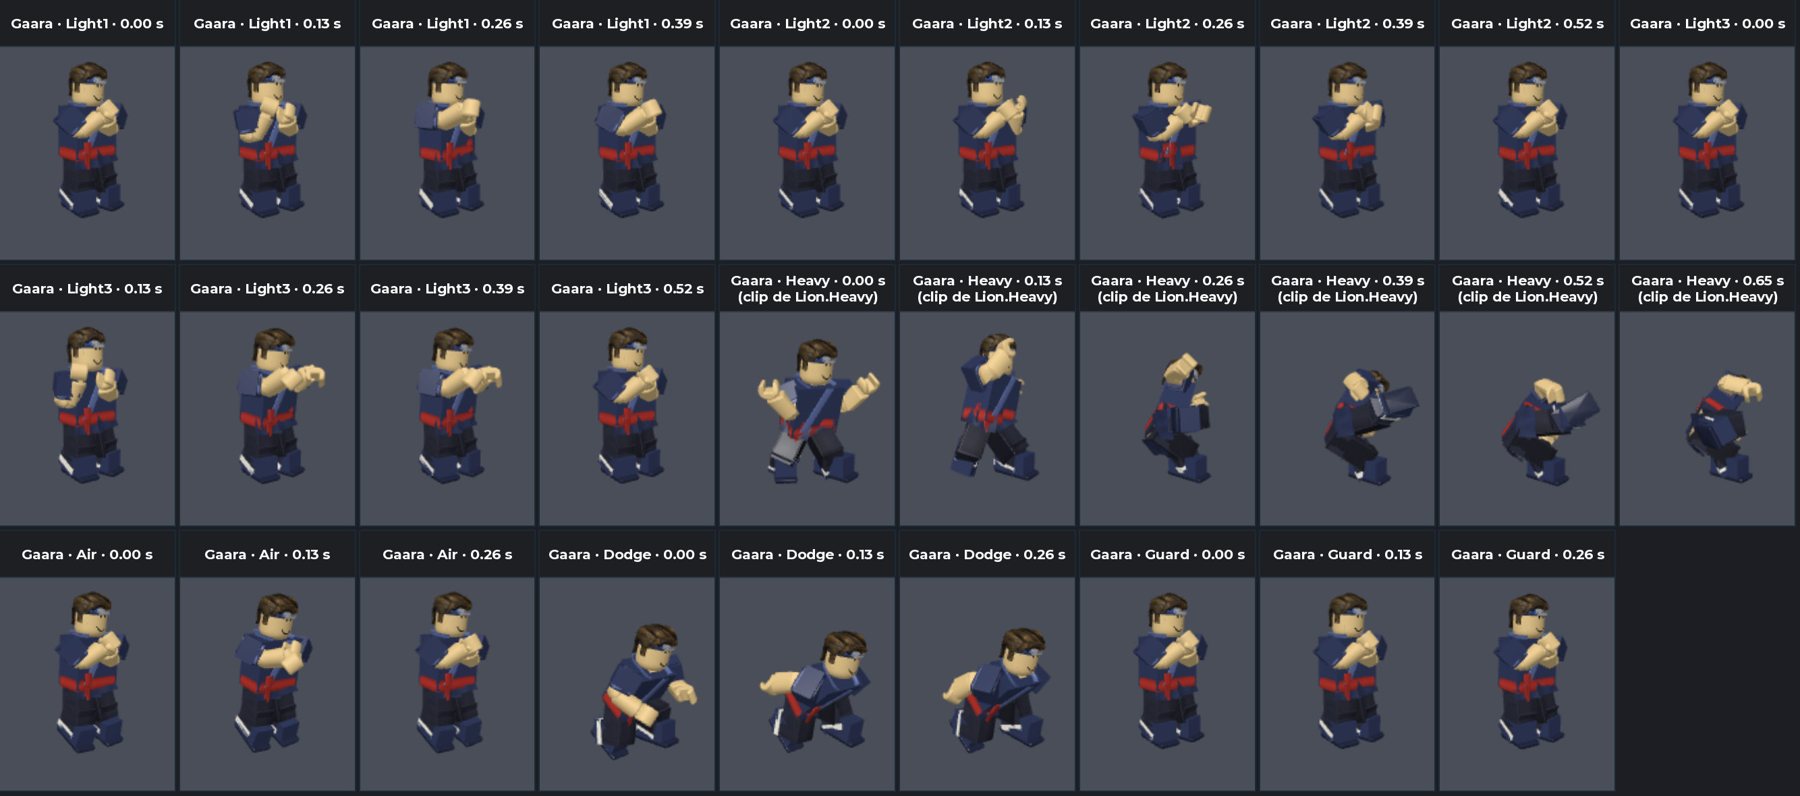 Gaara · Light1 · 0.00 s
Gaara · Light1 · 0.13 s
Gaara · Light1 · 0.26 s
Gaara · Light1 · 0.39 s
Gaara · Light2 · 0.00 s
Gaara · Light2 · 0.13 s
Gaara · Light2 · 0.26 s
Gaara · Light2 · 0.39 s
Gaara · Light2 · 0.52 s
Gaara · Light3 · 0.00 s
Gaara · Light3 · 0.13 s
Gaara · Light3 · 0.26 s
Gaara · Light3 · 0.39 s
Gaara · Light3 · 0.52 s
Gaara · Heavy · 0.00 s
(clip de Lion.Heavy)
Gaara · Heavy · 0.13 s
(clip de Lion.Heavy)
Gaara · Heavy · 0.26 s
(clip de Lion.Heavy)
Gaara · Heavy · 0.39 s
(clip de Lion.Heavy)
Gaara · Heavy · 0.52 s
(clip de Lion.Heavy)
Gaara · Heavy · 0.65 s
(clip de Lion.Heavy)
Gaara · Air · 0.00 s
Gaara · Air · 0.13 s
Gaara · Air · 0.26 s
Gaara · Dodge · 0.00 s
Gaara · Dodge · 0.13 s
Gaara · Dodge · 0.26 s
Gaara · Guard · 0.00 s
Gaara · Guard · 0.13 s
Gaara · Guard · 0.26 s